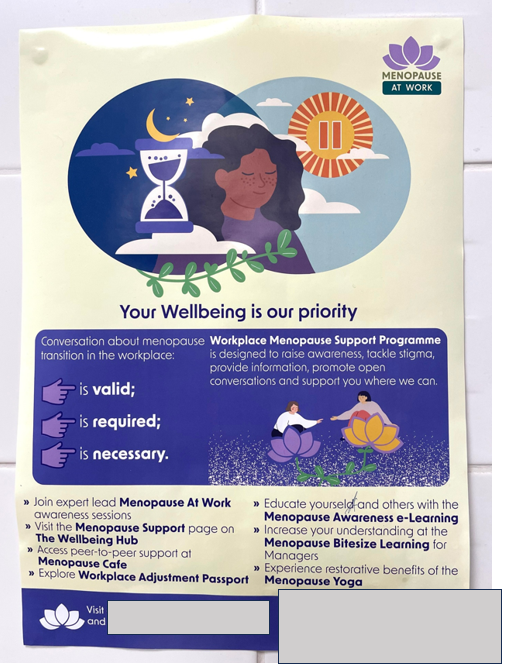 MENOPAUSE
AT WORK
Your Wellbeing is our priority
Conversation about menopause
transition in the workplace:
is valid;
is required;
is necessary.
Workplace Menopause Support Programme
is designed to raise awareness, tackle stigma,
provide information, promote open
conversations and support you where we can.
» Join expert lead Menopause At Work
awareness sessions
» Visit the Menopause Support page on
The Wellbeing Hub
» Access peer-to-peer support at
Menopause Cafe
» Explore Workplace Adjustment Passport
» Educate yourself and others with the
Menopause Awareness e-Learning
» Increase your understanding at the
Menopause Bitesize Learning for
Managers
» Experience restorative benefits of the
Menopause Yoga
Visit
and